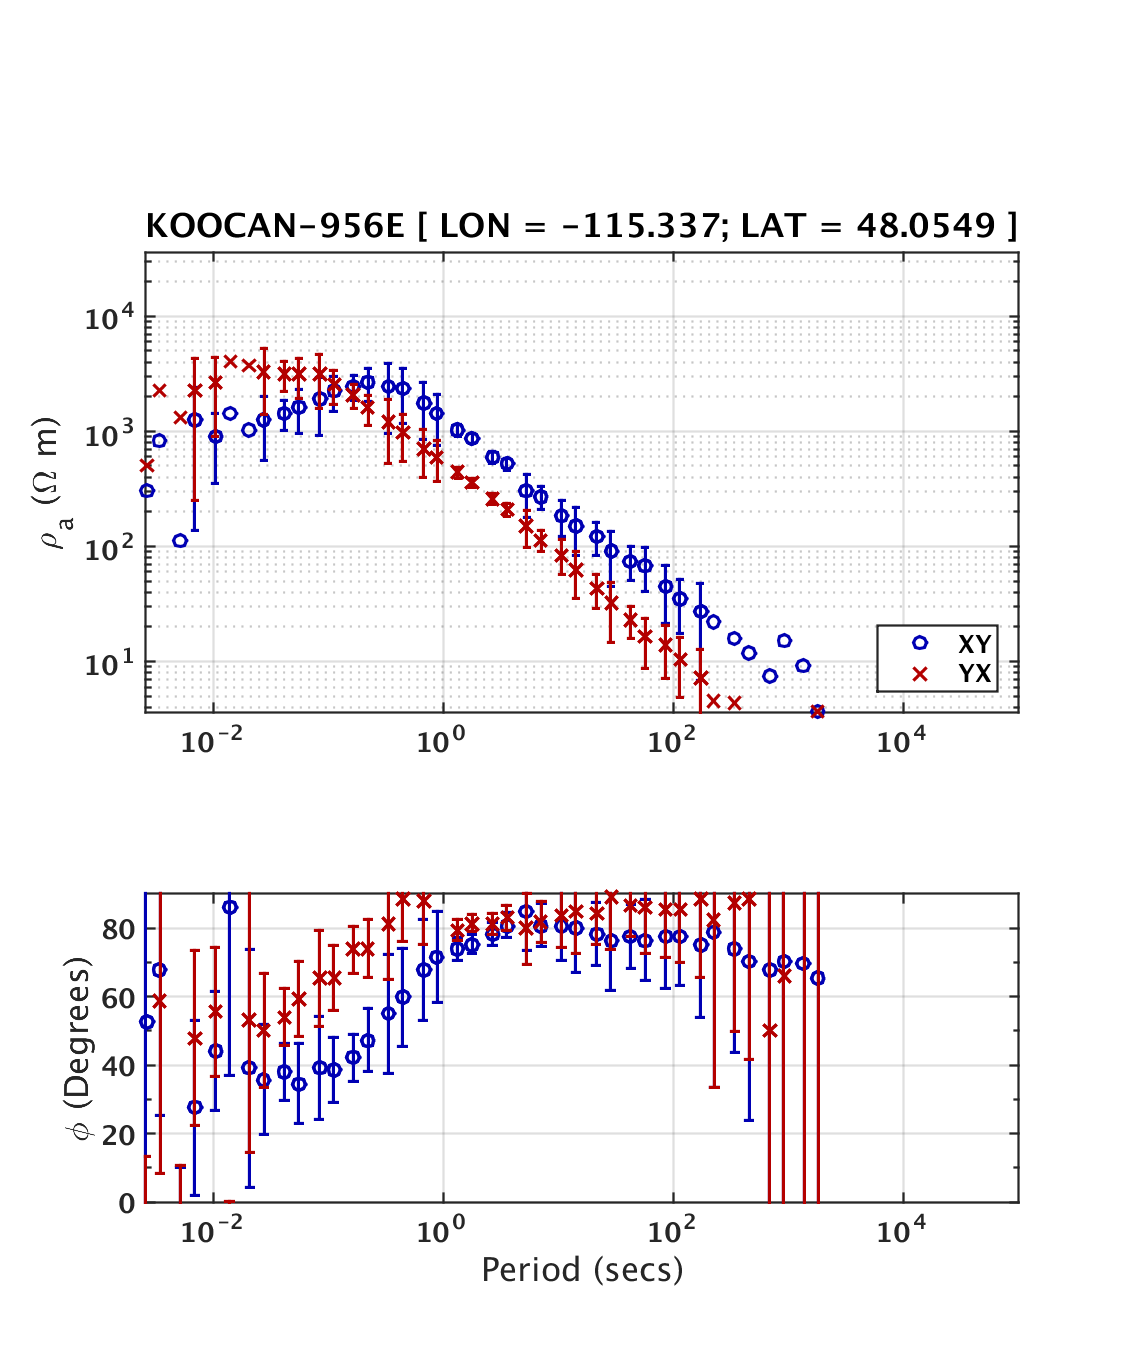 KOOCAN-956E [ LON = -115.337; LAT = 48.0549 ]
10^4
10^3
10^2
10^1
ρ_a (Ω m)
XY
YX
10^-2 10^0 10^2 10^4
80
60
40
20
0
ϕ (Degrees)
10^-2 10^0 10^2 10^4
Period (secs)